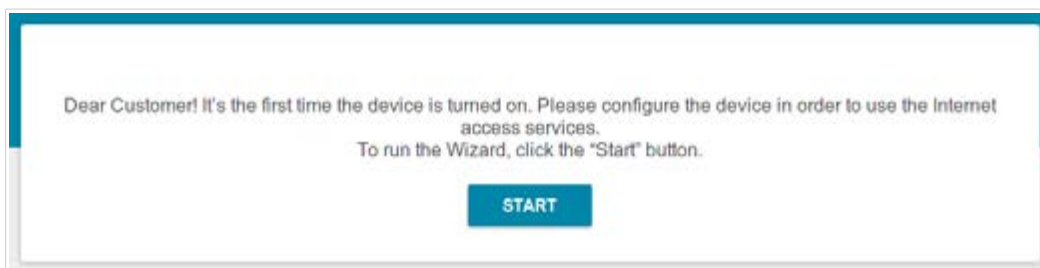 Dear Customer! It's the first time the device is turned on. Please configure the device in order to use the Internet
access services.
To run the Wizard, click the "Start" button.
START